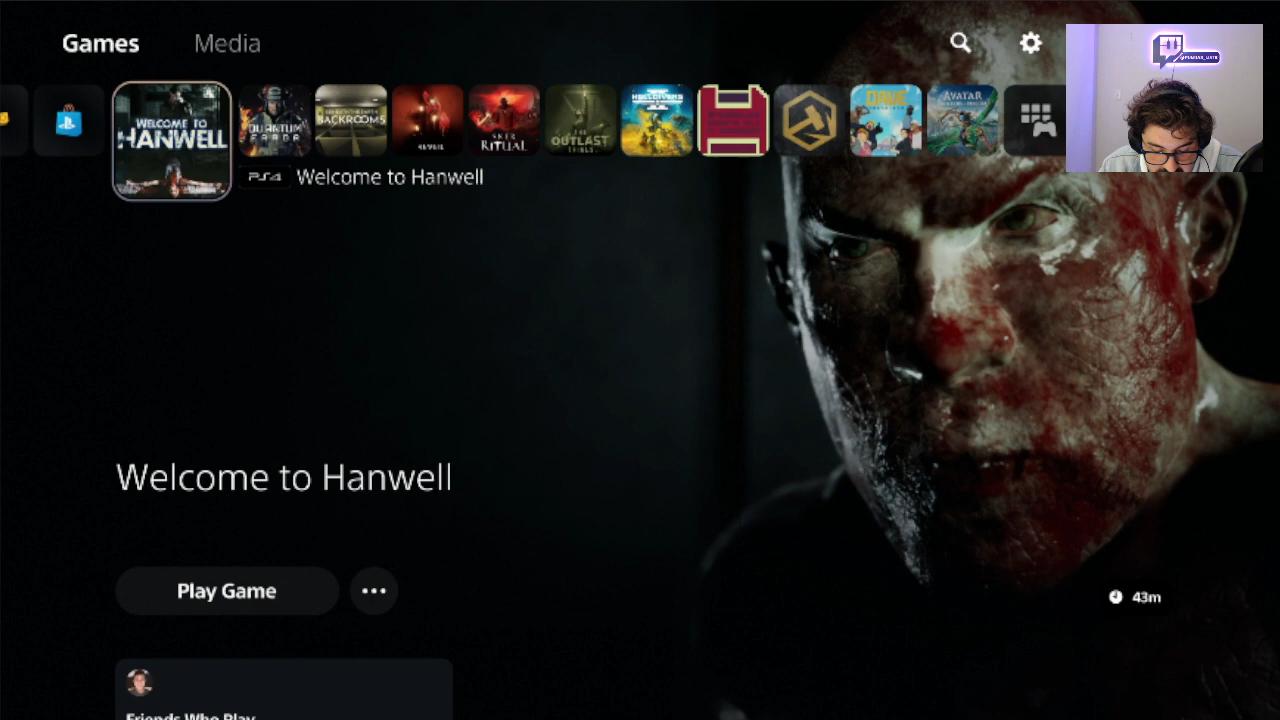 Games
Media
WELCOME TO
HANWELL
QUANTUM
ERROR
BACKROOMS
RITUAL
THE
OUTLAST
TRIALS
HELLDIVERS
DAVE
AVATAR
PS4
Welcome to Hanwell
Welcome to Hanwell
Play Game
43m
Friends Who Play